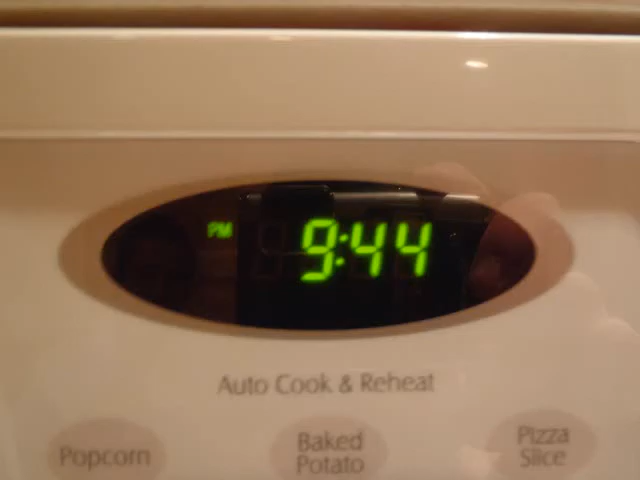 PM 9:44
Auto Cook & Reheat
Popcorn
Baked
Potato
Pizza
Slice